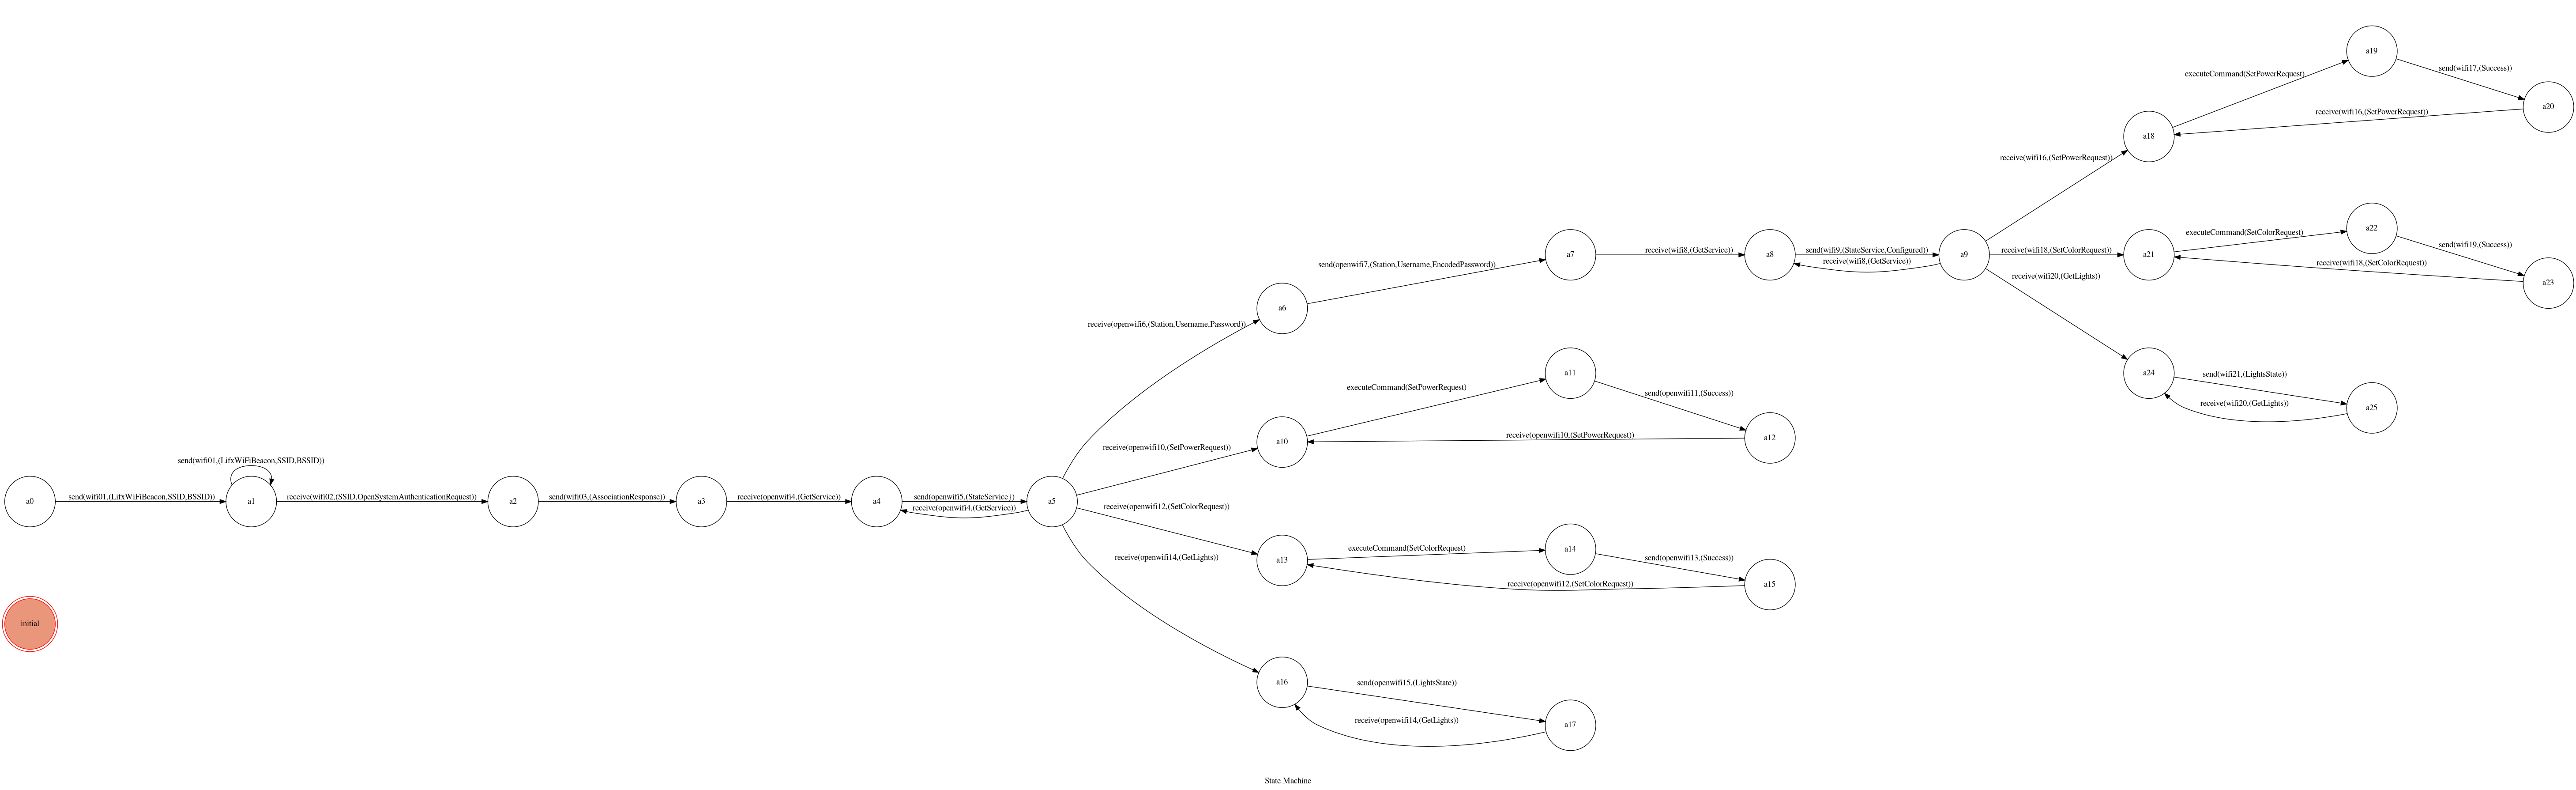 a19
send(wifi17,(Success))
executeCommand(SetPowerRequest)
a20
receive(wifi16,(SetPowerRequest))
a18
receive(wifi16,(SetPowerRequest))
a22
executeCommand(SetColorRequest)
send(wifi19,(Success))
a7
receive(wifi8,(GetService))
a8
send(wifi9,(StateService,Configured))
receive(wifi8,(GetService))
a9
receive(wifi18,(SetColorRequest))
a21
receive(wifi18,(SetColorRequest))
a23
send(openwifi7,(Station,Username,EncodedPassword))
receive(wifi20,(GetLights))
a6
receive(openwifi6,(Station,Username,Password))
a11
a24
send(wifi21,(LightsState))
executeCommand(SetPowerRequest)
send(openwifi11,(Success))
receive(wifi20,(GetLights))
a25
a10
receive(openwifi10,(SetPowerRequest))
a12
receive(openwifi10,(SetPowerRequest))
send(wifi01,(LifxWiFiBeacon,SSID,BSSID))
a0
send(wifi01,(LifxWiFiBeacon,SSID,BSSID))
a1
receive(wifi02,(SSID,OpenSystemAuthenticationRequest))
a2
send(wifi03,(AssociationResponse))
a3
receive(openwifi4,(GetService))
a4
send(openwifi5,(StateService})
receive(openwifi4,(GetService))
a5
receive(openwifi12,(SetColorRequest))
executeCommand(SetColorRequest)
a14
receive(openwifi14,(GetLights))
a13
send(openwifi13,(Success))
receive(openwifi12,(SetColorRequest))
a15
initial
a16
send(openwifi15,(LightsState))
receive(openwifi14,(GetLights))
a17
State Machine